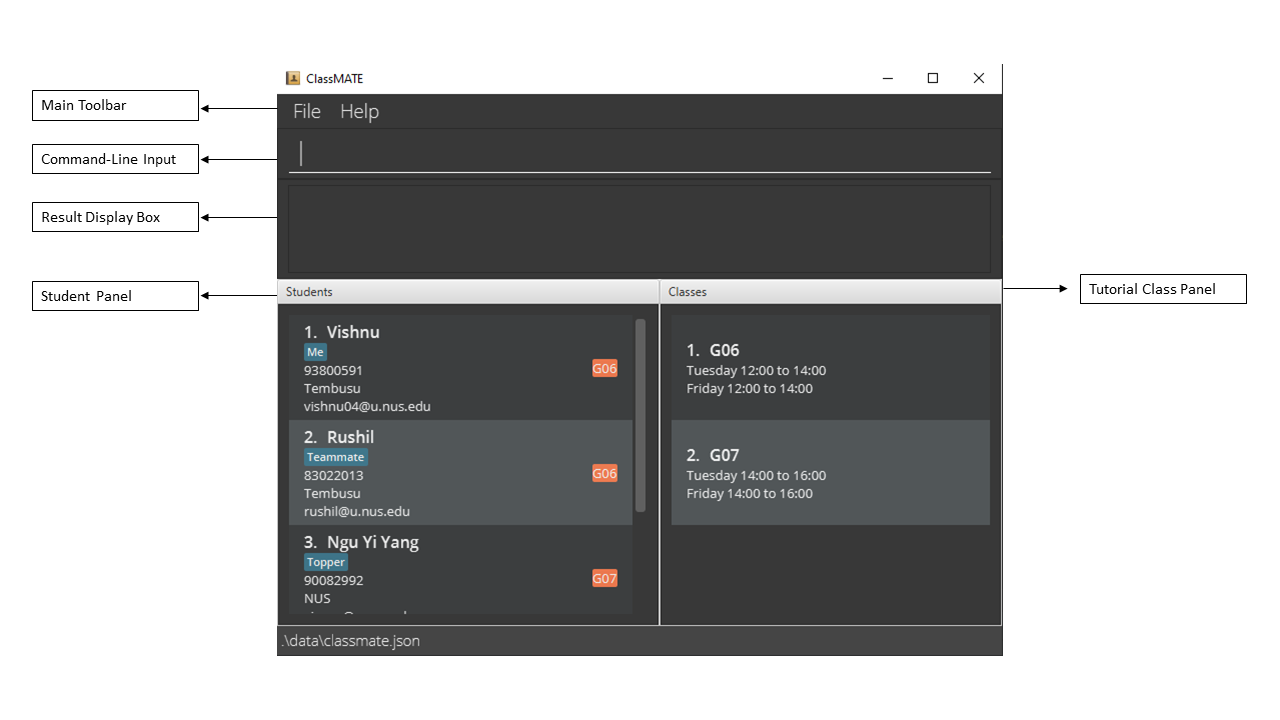 ClassMATE
Main Toolbar
File Help
Command-Line Input
Result Display Box
Student Panel
Students
Classes
Tutorial Class Panel
1. Vishnu
Me
93800591
G06
Tembusu
vishnu04@u.nus.edu
2. Rushil
Teammate
83022013
G06
Tembusu
rushil@u.nus.edu
3. Ngu Yi Yang
Topper
90082992
G07
NUS
1. G06
Tuesday 12:00 to 14:00
Friday 12:00 to 14:00
2. G07
Tuesday 14:00 to 16:00
Friday 14:00 to 16:00
.\data\classmate.json